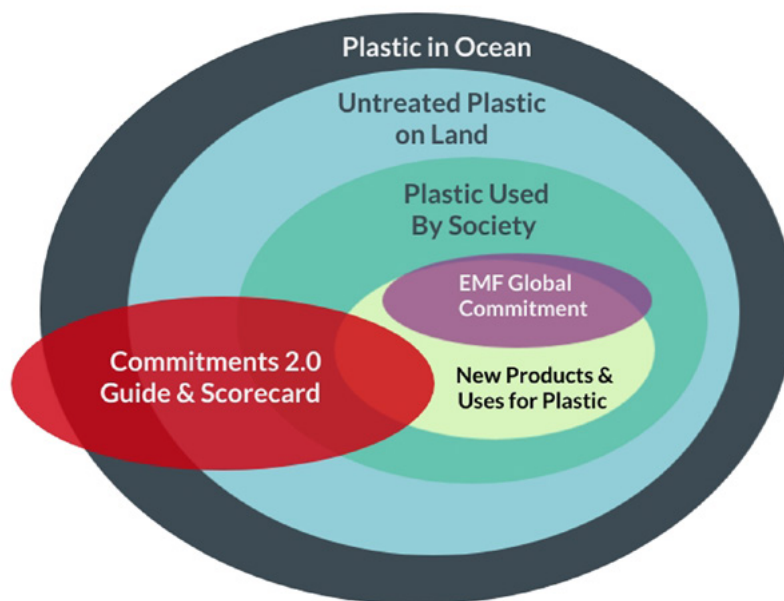 Plastic in Ocean
Untreated Plastic
on Land
Plastic Used
By Society
EMF Global
Commitment
Commitments 2.0
Guide & Scorecard
New Products &
Uses for Plastic